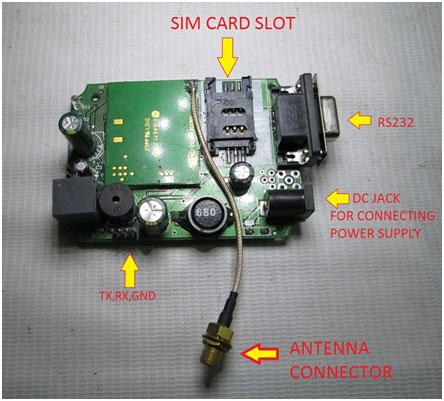 SIM CARD SLOT
RS232
DC JACK
FOR CONNECTING
POWER SUPPLY
680
TX,RX,GND
ANTENNA
CONNECTOR